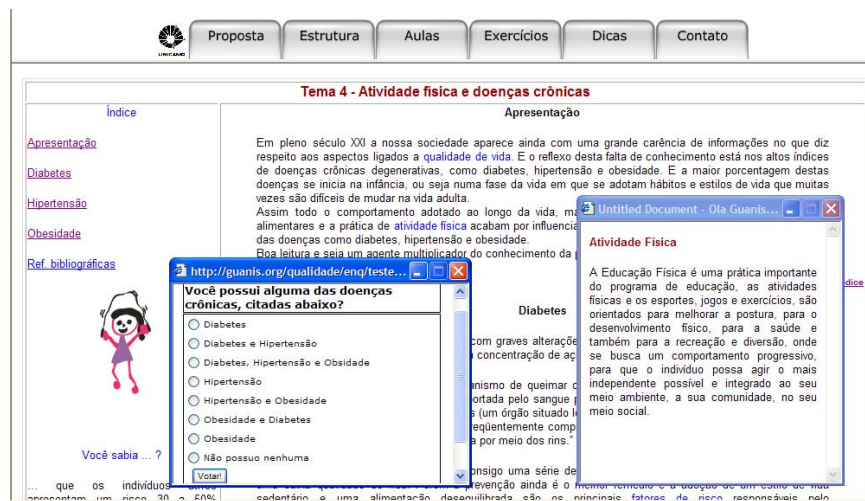 UNICAMP
Proposta Estrutura Aulas Exercícios Dicas Contato
Tema 4 - Atividade física e doenças crônicas
Índice
Apresentação
Diabetes
Hipertensão
Obesidade
Ref. bibliográficas
Você sabia ... ?
... que os indivíduos ativos
apresentam um risco 30 a 60%
Apresentação
Em pleno século XXI a nossa sociedade aparece ainda com uma grande carência de informações no que diz
respeito aos aspectos ligados a qualidade de vida. E o reflexo desta falta de conhecimento está nos altos índices
de doenças crônicas degenerativas, como diabetes, hipertensão e obesidade. E a maior porcentagem destas
doenças se inicia na infância, ou seja numa fase da vida em que se adotam hábitos e estilos de vida que muitas
vezes são difíceis de mudar na vida adulta.
Assim todo o comportamento adotado ao longo da vida,
alimentares e a prática de atividade física acabam por
das doenças como diabetes, hipertensão e obesidade.
Boa leitura e seja um agente multiplicador do conhecimento da
Diabetes
com graves
concentração de
de queimar
pelo sangue
(um órgão situado
por meio dos rins."
uma série de
prevenção ainda é o melhor remédio e a adoção de um estilo de vida
sedentário e uma alimentação desequilibrada são os principais fatores de risco responsáveis pelo
http://guanis.org/qualidade/enq/teste...
Você possui alguma das doenças
crônicas, citadas abaixo?
Diabetes
Diabetes e Hipertensão
Diabetes, Hipertensão e Obsidade
Hipertensão
Hipertensão e Obesidade
Obesidade e Diabetes
Obesidade
Não possuo nenhuma
Votar!
Untitled Document - Ola Guanis...
Atividade Física
A Educação Física é uma prática importante
do programa de educação, as atividades
físicas e os esportes, jogos e exercícios, são
orientados para melhorar a postura, para o
desenvolvimento físico, para a saúde e
também para a recreação e diversão, onde
se busca um comportamento progressivo,
para que o indivíduo possa agir o mais
independente possível e integrado ao seu
meio ambiente, a sua comunidade, no seu
meio social.